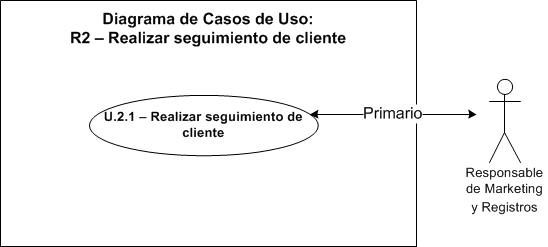 Diagrama de Casos de Uso:
R2 – Realizar seguimiento de cliente
U.2.1 – Realizar seguimiento de
cliente
Primario
Responsable
de Marketing
y Registros